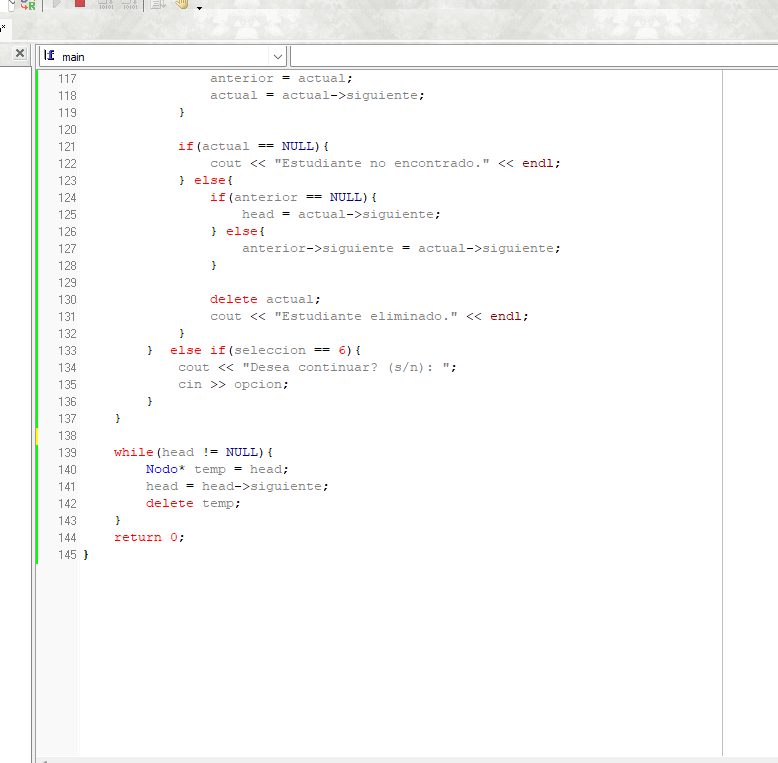 main
117 anterior = actual;
118 actual = actual->siguiente;
119 }
120
121 if(actual == NULL){
122 cout << "Estudiante no encontrado." << endl;
123 } else{
124 if(anterior == NULL){
125 head = actual->siguiente;
126 } else{
127 anterior->siguiente = actual->siguiente;
128 }
129
130 delete actual;
131 cout << "Estudiante eliminado." << endl;
132 }
133 }  else if(seleccion == 6){
134 cout << "Desea continuar? (s/n): ";
135 cin >> opcion;
136 }
137 }
138
139 while(head != NULL){
140 Nodo* temp = head;
141 head = head->siguiente;
142 delete temp;
143 }
144 return 0;
145 }